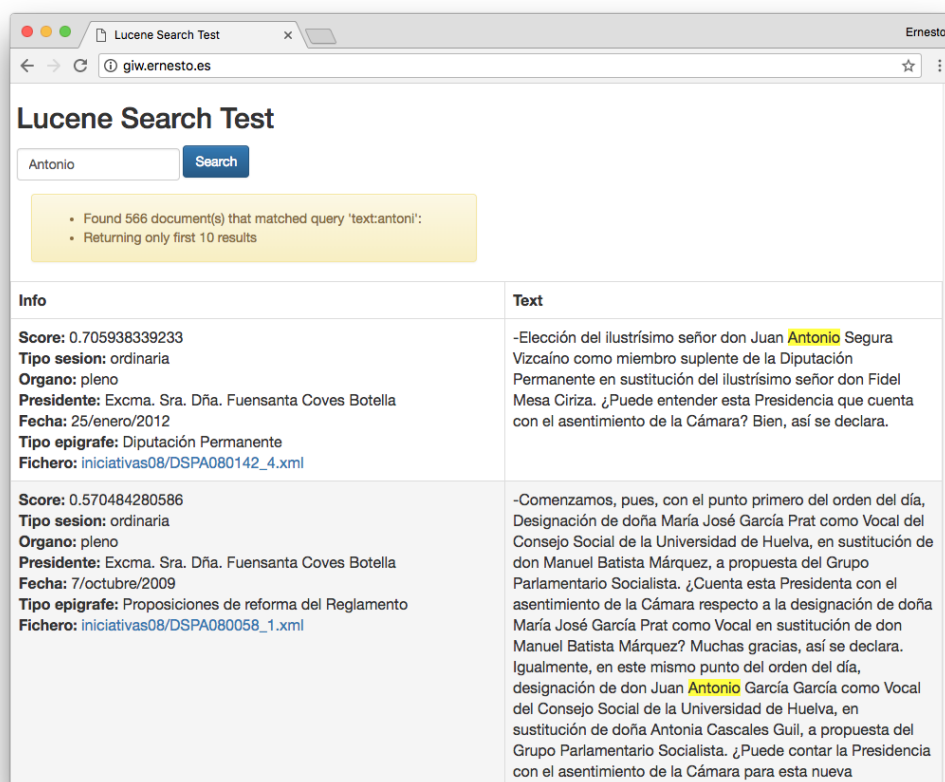 Lucene Search Test
Ernesto
giw.ernesto.es
Lucene Search Test
Antonio
Search
• Found 566 document(s) that matched query 'text:antoni':
• Returning only first 10 results
Info
Score: 0.705938339233
Tipo sesion: ordinaria
Organo: pleno
Presidente: Excma. Sra. Dña. Fuensanta Coves Botella
Fecha: 25/enero/2012
Tipo epigrafe: Diputación Permanente
Fichero: iniciativas08/DSPA080142_4.xml
Score: 0.570484280586
Tipo sesion: ordinaria
Organo: pleno
Presidente: Excma. Sra. Dña. Fuensanta Coves Botella
Fecha: 7/octubre/2009
Tipo epigrafe: Proposiciones de reforma del Reglamento
Fichero: iniciativas08/DSPA080058_1.xml
Text
-Elección del ilustrísimo señor don Juan Antonio Segura
Vizcaíno como miembro suplente de la Diputación
Permanente en sustitución del ilustrísimo señor don Fidel
Mesa Ciriza. ¿Puede entender esta Presidencia que cuenta
con el asentimiento de la Cámara? Bien, así se declara.
-Comenzamos, pues, con el punto primero del orden del día,
Designación de doña María José García Prat como Vocal del
Consejo Social de la Universidad de Huelva, en sustitución de
don Manuel Batista Márquez, a propuesta del Grupo
Parlamentario Socialista. ¿Cuenta esta Presidenta con el
asentimiento de la Cámara respecto a la designación de doña
María José García Prat como Vocal en sustitución de don
Manuel Batista Márquez? Muchas gracias, así se declara.
Igualmente, en este mismo punto del orden del día,
designación de don Juan Antonio García García como Vocal
del Consejo Social de la Universidad de Huelva, en
sustitución de doña Antonia Cascales Guil, a propuesta del
Grupo Parlamentario Socialista. ¿Puede contar la Presidencia
con el asentimiento de la Cámara para esta nueva